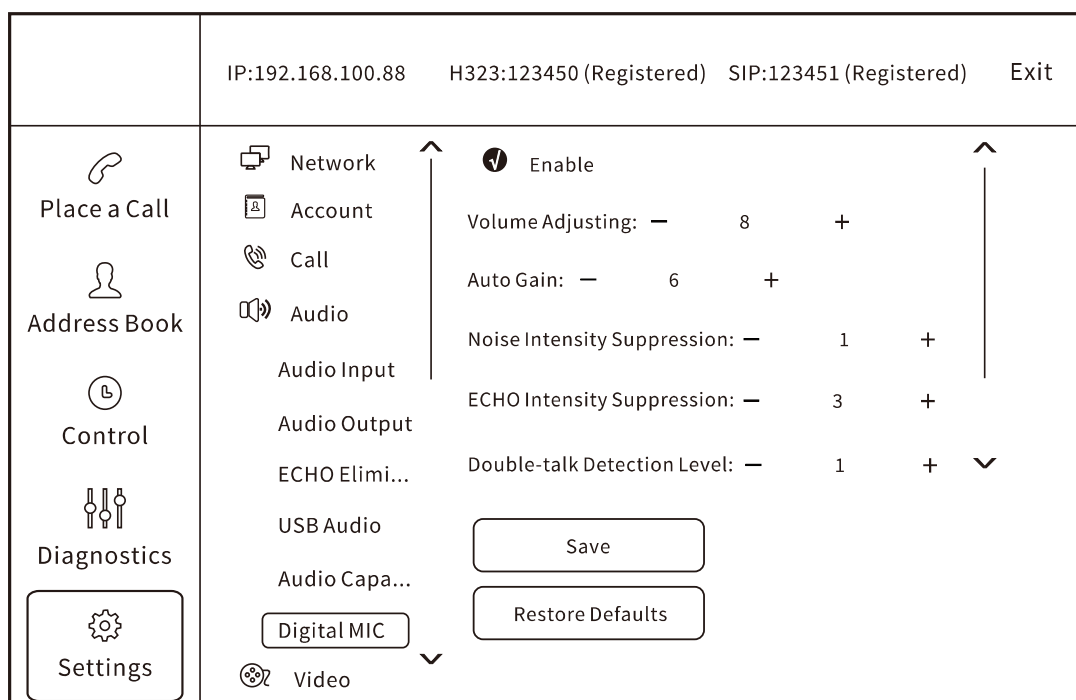 IP:192.168.100.88 H323:123450 (Registered) SIP:123451 (Registered) Exit
Place a Call
Address Book
Control
Diagnostics
Settings
Network
Account
Call
Audio
Audio Input
Audio Output
ECHO Elimi...
USB Audio
Audio Capa...
Digital MIC
Video
Enable
Volume Adjusting: — 8 +
Auto Gain: — 6 +
Noise Intensity Suppression: — 1 +
ECHO Intensity Suppression: — 3 +
Double-talk Detection Level: — 1 +
Save
Restore Defaults